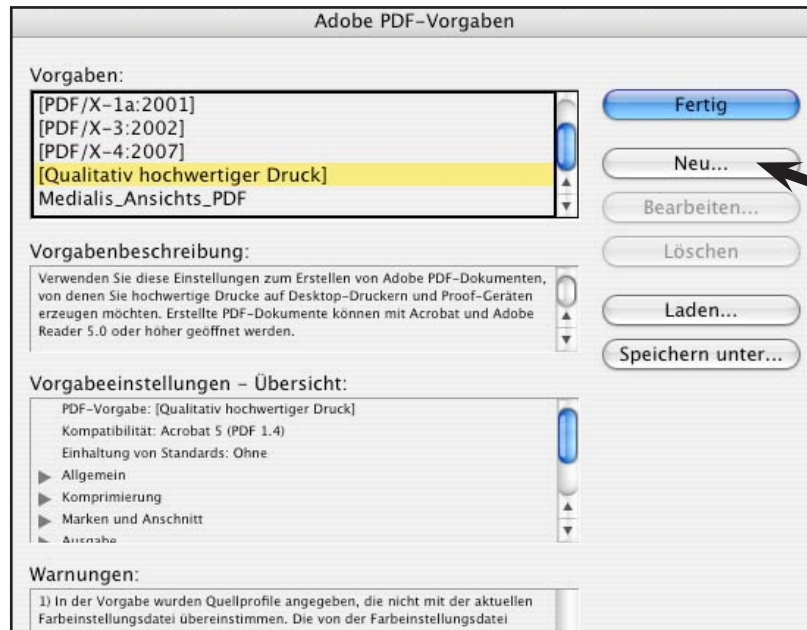 Adobe PDF-Vorgaben
Vorgaben:
[PDF/X-1a:2001]
[PDF/X-3:2002]
[PDF/X-4:2007]
[Qualitativ hochwertiger Druck]
Medialis_Ansichts_PDF
Fertig
Neu...
Bearbeiten...
Löschen
Laden...
Speichern unter...
Vorgabenbeschreibung:
Verwenden Sie diese Einstellungen zum Erstellen von Adobe PDF-Dokumenten,
von denen Sie hochwertige Drucke auf Desktop-Druckern und Proof-Geräten
erzeugen möchten. Erstellte PDF-Dokumente können mit Acrobat und Adobe
Reader 5.0 oder höher geöffnet werden.
Vorgabeeinstellungen – Übersicht:
PDF-Vorgabe: [Qualitativ hochwertiger Druck]
Kompatibilität: Acrobat 5 (PDF 1.4)
Einhaltung von Standards: Ohne
Allgemein
Komprimierung
Marken und Anschnitt
Ausgabe
Warnungen:
1) In der Vorgabe wurden Quellprofile angegeben, die nicht mit der aktuellen
Farbeinstellungsdatei übereinstimmen. Die von der Farbeinstellungsdatei